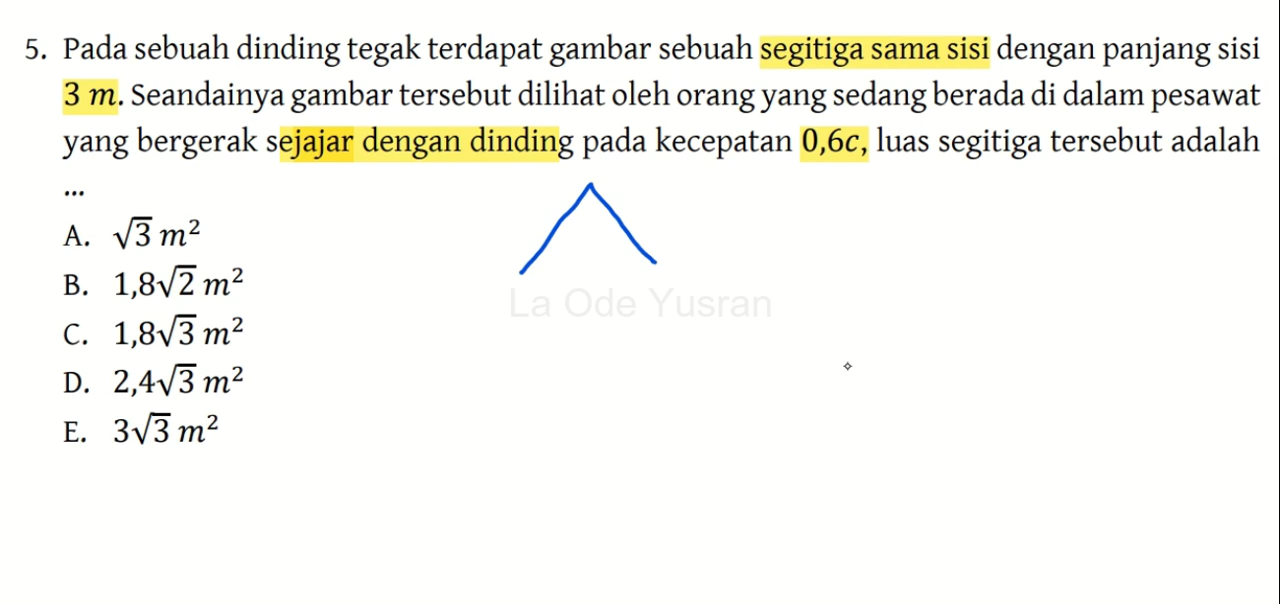 5. Pada sebuah dinding tegak terdapat gambar sebuah segitiga sama sisi dengan panjang sisi
3 m. Seandainya gambar tersebut dilihat oleh orang yang sedang berada di dalam pesawat
yang bergerak sejajar dengan dinding pada kecepatan 0,6c, luas segitiga tersebut adalah
...
A. √3 m²
B. 1,8√2 m²
C. 1,8√3 m²
D. 2,4√3 m²
E. 3√3 m²
La Ode Yusran